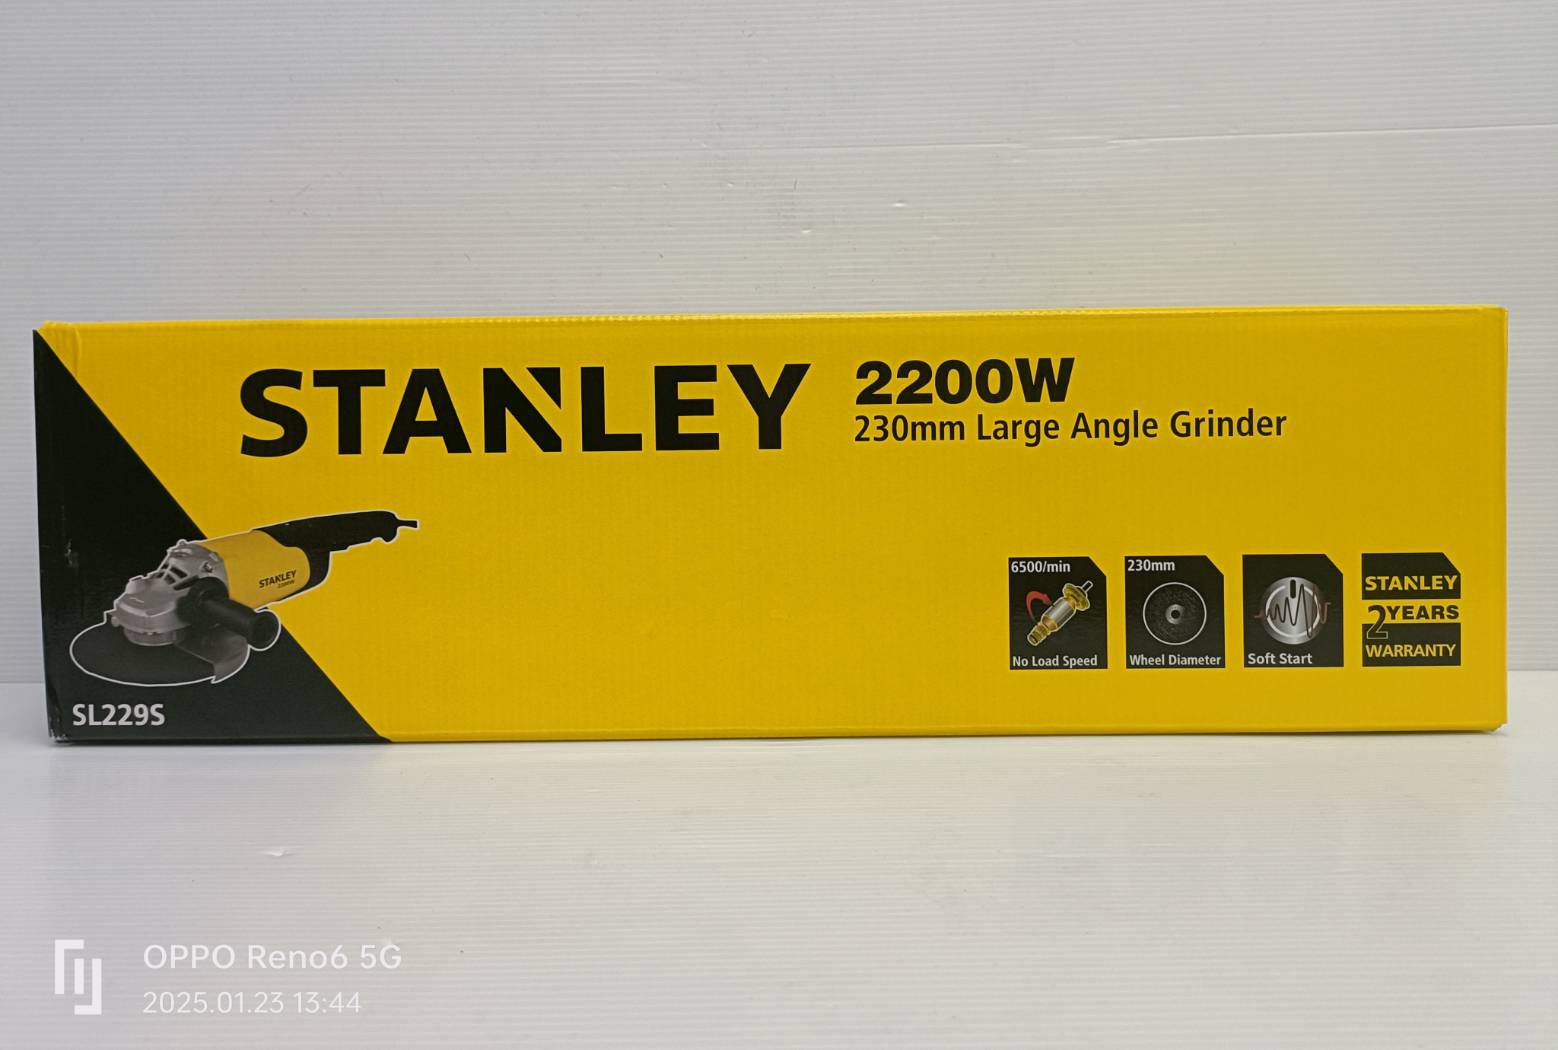 STANLEY
2200W
230mm Large Angle Grinder
STANLEY
2200W
6500/min
No Load Speed
230mm
Wheel Diameter
Soft Start
STANLEY
2 YEARS
WARRANTY
SL229S
OPPO Reno6 5G
2025.01.23 13:44